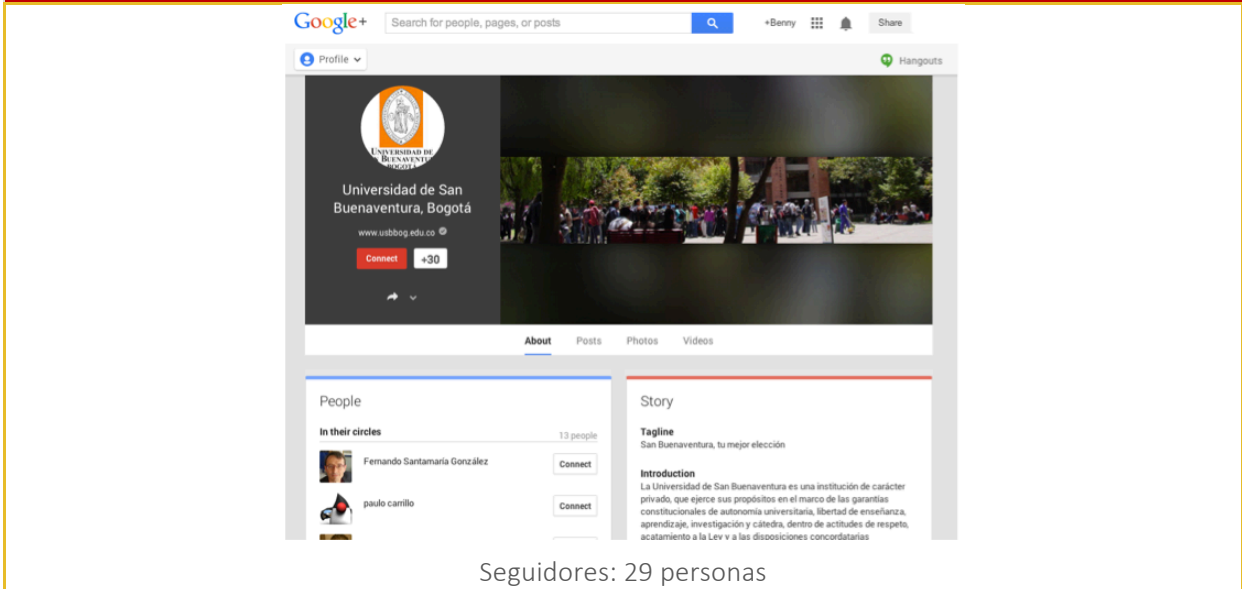 Google+
Search for people, pages, or posts
+Benny
Share
Profile
Hangouts
UNIVERSIDAD DE
BUENAVENTU
BOGOTÁ
Universidad de San
Buenaventura, Bogotá
www.usbbog.edu.co
Connect
+30
About Posts Photos Videos
People
In their circles
13 people
Fernando Santamaría González
Connect
paulo carrillo
Connect
Story
Tagline
San Buenaventura, tu mejor elección
Introduction
La Universidad de San Buenaventura es una institución de carácter
privado, que ejerce sus propósitos en el marco de las garantías
constitucionales de autonomía universitaria, libertad de enseñanza,
aprendizaje, investigación y cátedra, dentro de actitudes de respeto,
acatamiento a la Ley y a las disposiciones concordatarias
Seguidores: 29 personas